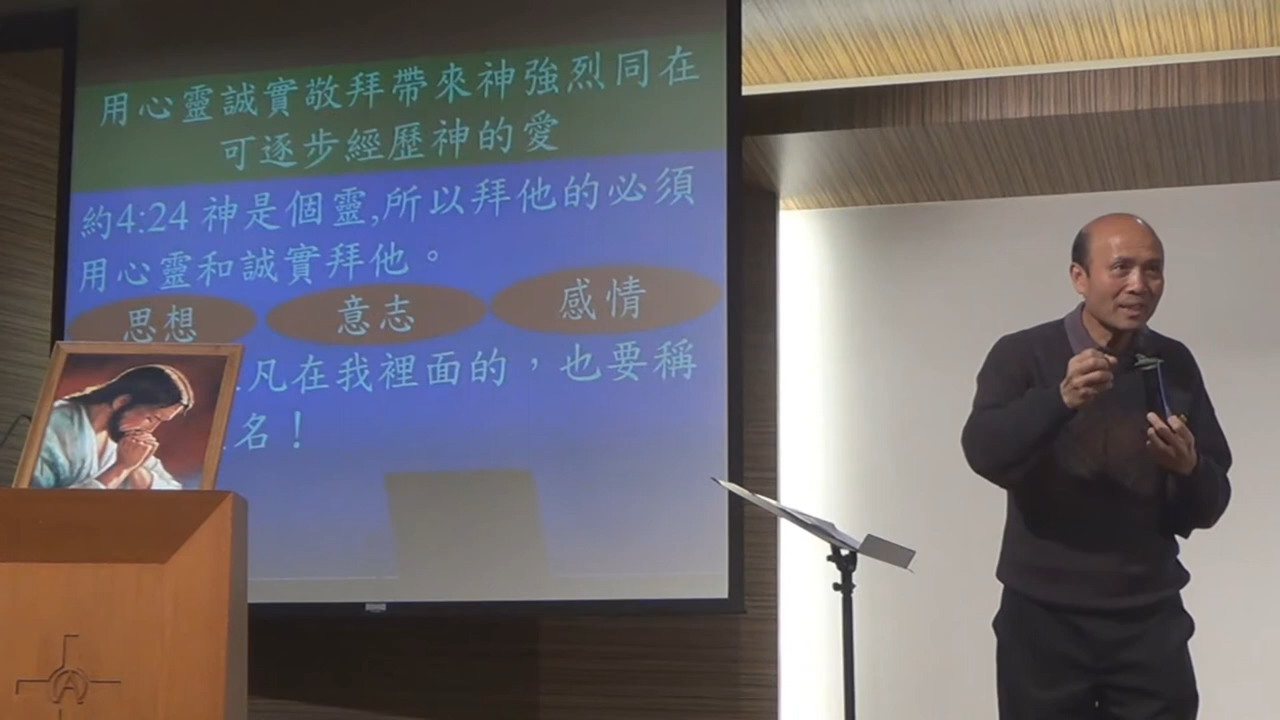 用心靈誠實敬拜帶來神強烈同在
可逐步經歷神的愛
約4:24 神是個靈,所以拜他的必須
用心靈和誠實拜他。
思想 意志 感情
凡在我裡面的，也要稱
名！